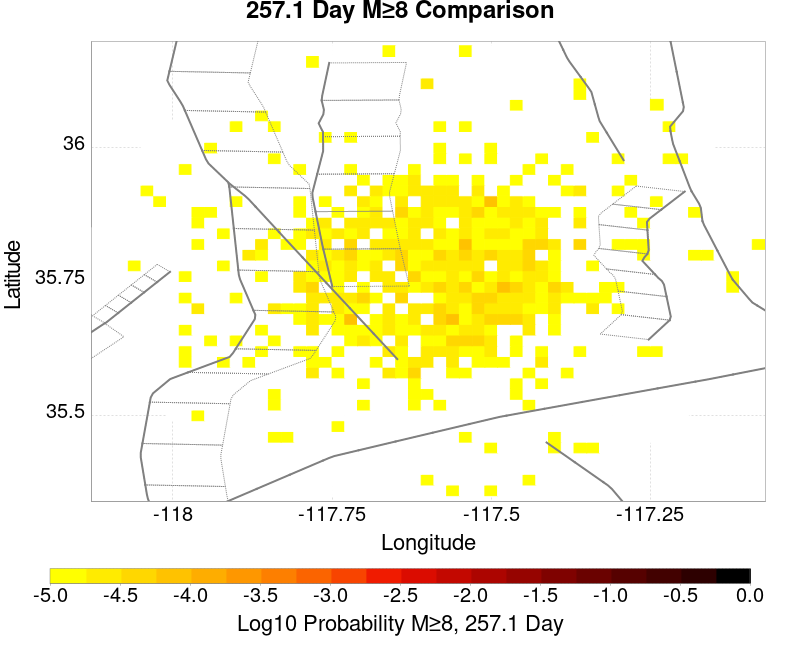 257.1 Day M≥8 Comparison
36
35.75
35.5
Latitude
-118 -117.75 -117.5 -117.25
Longitude
-5.0 -4.5 -4.0 -3.5 -3.0 -2.5 -2.0 -1.5 -1.0 -0.5 0.0
Log10 Probability M≥8, 257.1 Day